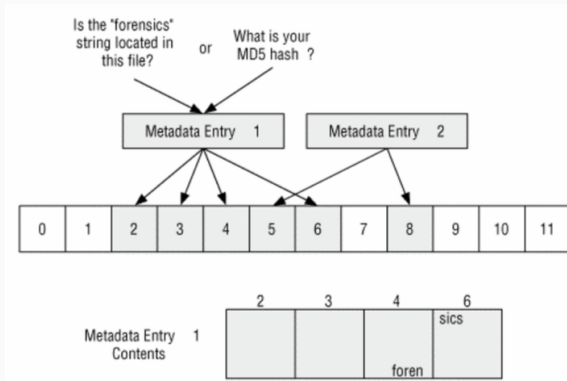 Is the "forensics"
string located in
this file?
or
What is your
MD5 hash ?
Metadata Entry 1
Metadata Entry 2
0 1 2 3 4 5 6 7 8 9 10 11
2 3 4 6
Metadata Entry 1
Contents
sics
foren